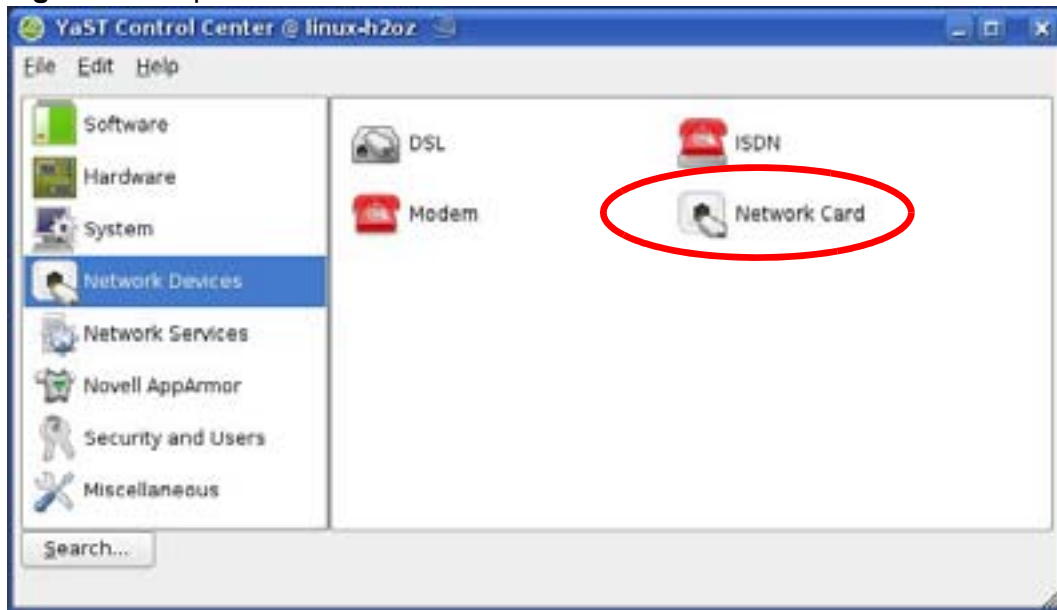 YaST Control Center @ linux-h2oz
File Edit Help
Software
Hardware
System
Network Devices
Network Services
Novell AppArmor
Security and Users
Miscellaneous
DSL
ISDN
Modem
Network Card
Search...